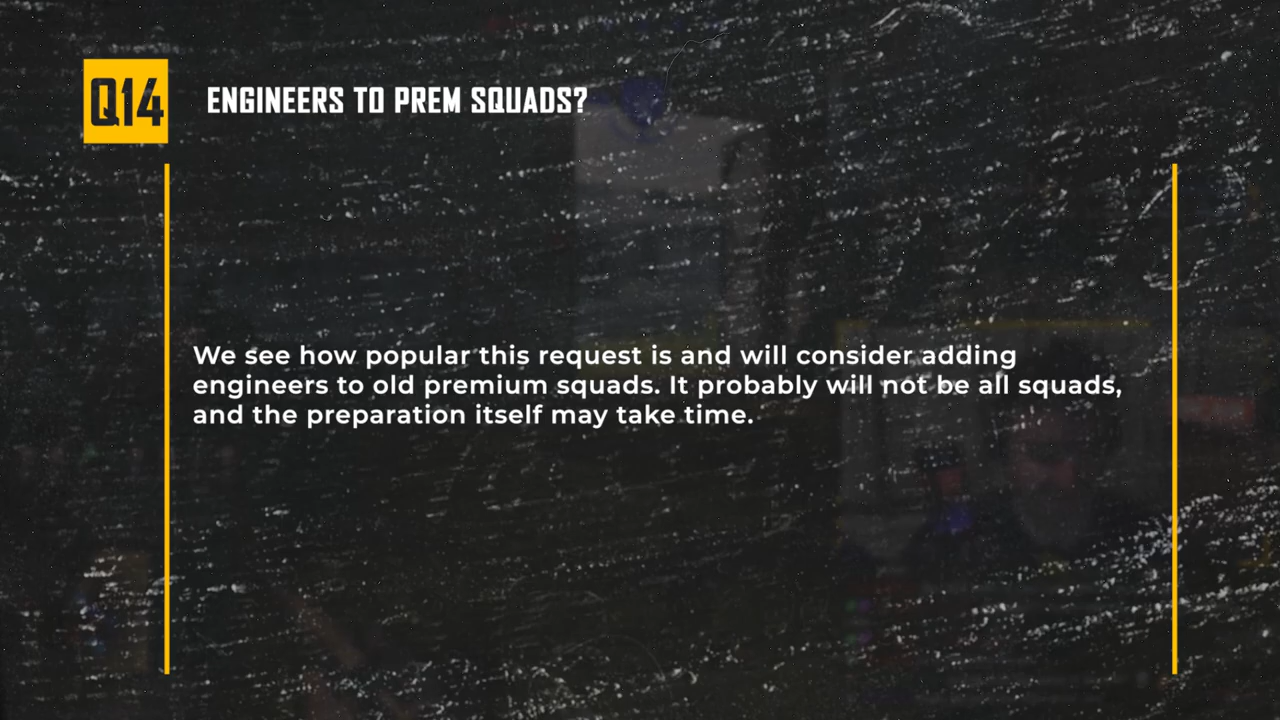 Q14
ENGINEERS TO PREM SQUADS?
We see how popular this request is and will consider adding
engineers to old premium squads. It probably will not be all squads,
and the preparation itself may take time.